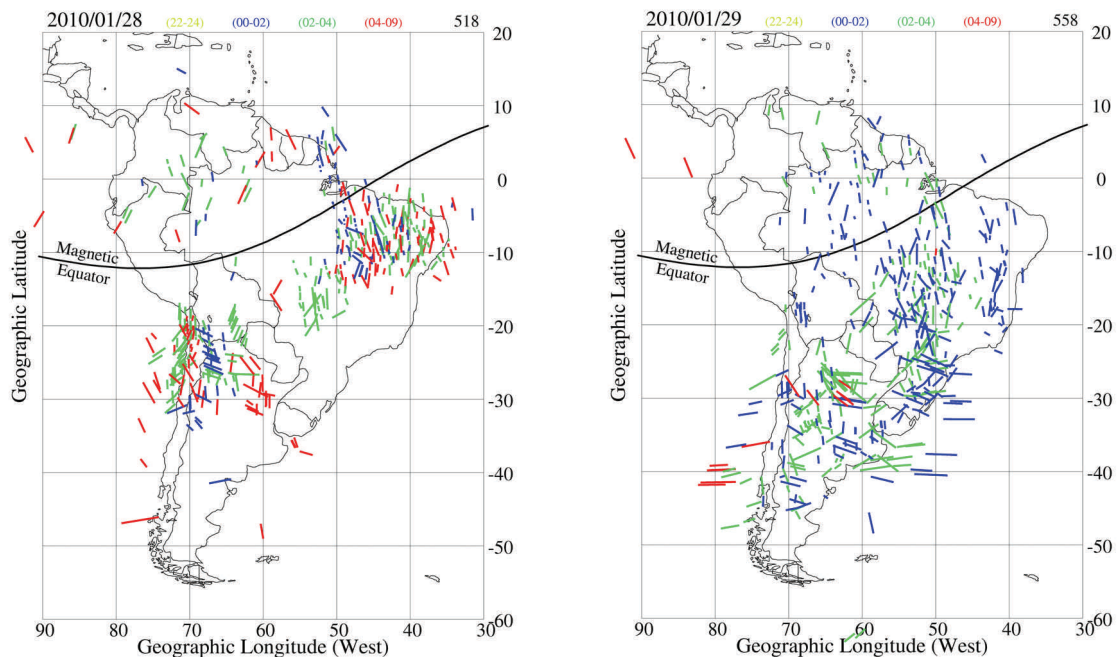 2010/01/28 (22-24) (00-02) (02-04) (04-09) 518
20
10
0
-10
-20
-30
-40
-50
-60
Geographic Latitude
Magnetic
Equator
90 80 70 60 50 40 30
Geographic Longitude (West)
2010/01/29 (22-24) (00-02) (02-04) (04-09) 558
20
10
0
-10
-20
-30
-40
-50
-60
Geographic Latitude
Magnetic
Equator
90 80 70 60 50 40 30
Geographic Longitude (West)